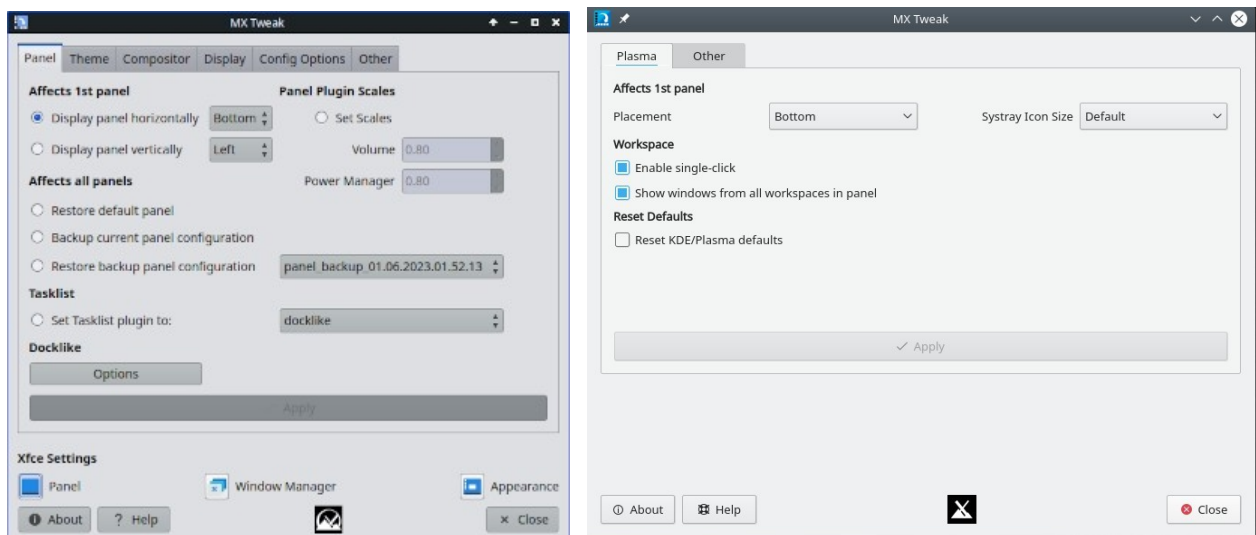 MX Tweak
Panel Theme Compositor Display Config Options Other
Affects 1st panel Panel Plugin Scales
Display panel horizontally Bottom Set Scales
Display panel vertically Left Volume 0.80
Affects all panels Power Manager 0.80
Restore default panel
Backup current panel configuration
Restore backup panel configuration panel_backup_01.06.2023.01.52.13
Tasklist
Set Tasklist plugin to: docklike
Docklike
Options
Apply
Xfce Settings
Panel Window Manager Appearance
About ? Help × Close
MX Tweak
Plasma Other
Affects 1st panel
Placement Bottom Systray Icon Size Default
Workspace
Enable single-click
Show windows from all workspaces in panel
Reset Defaults
Reset KDE/Plasma defaults
Apply
About Help Close